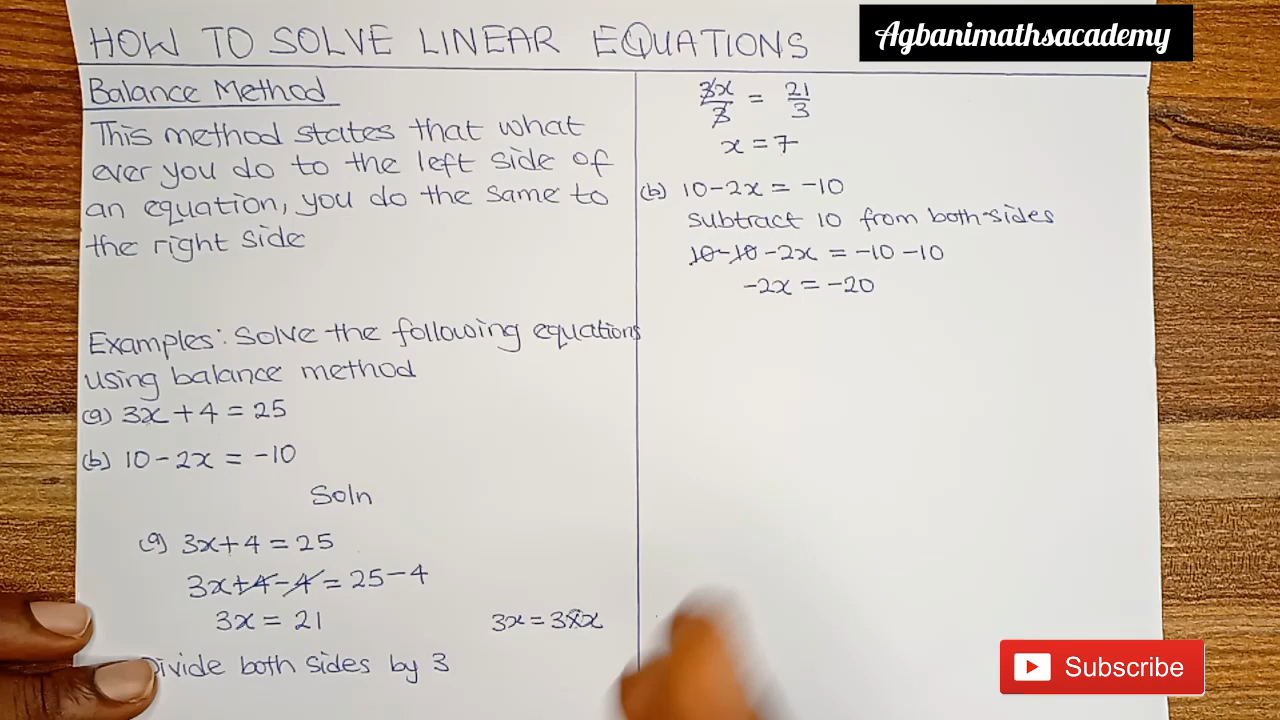 HOW TO SOLVE LINEAR EQUATIONS
Agbanimathsacademy
Balance Method
This method states that what
ever you do to the left side of
an equation, you do the same to
the right side
Examples: Solve the following equations
using balance method
(a) 3x + 4 = 25
(b) 10 - 2x = -10
Soln
(a) 3x + 4 = 25
3x + 4 - 4 = 25 - 4
3x = 21
3x = 3 x x
Divide both sides by 3
3x/3 = 21/3
x = 7
(b) 10 - 2x = -10
Subtract 10 from both sides
10 - 10 - 2x = -10 - 10
-2x = -20
Subscribe